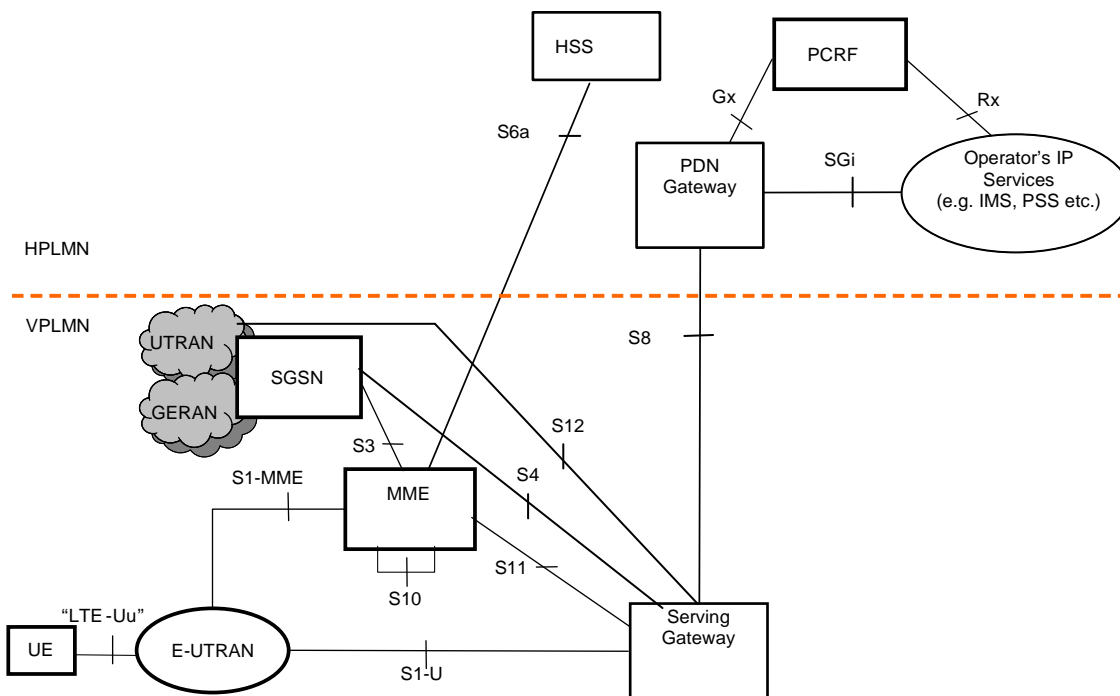 HSS
PCRF
Gx
Rx
S6a
PDN
Gateway
SGi
Operator's IP
Services
(e.g. IMS, PSS etc.)
HPLMN
VPLMN
UTRAN
S8
SGSN
GERAN
S12
S3
S4
S1-MME
MME
S11
S10
"LTE-Uu"
Serving
Gateway
UE
E-UTRAN
S1-U